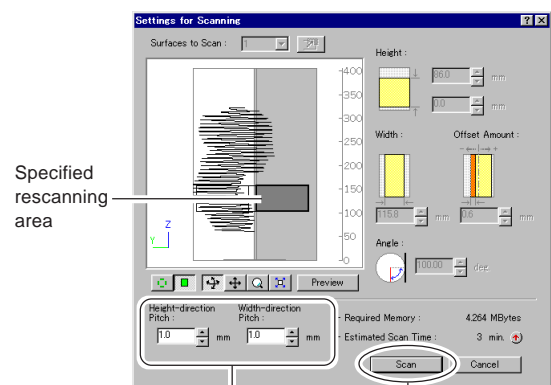 Settings for Scanning
Surfaces to Scan : 1
Height :
400
350
300
250
200
150
100
50
0
86.0 mm
0.0 mm
Width :
Offset Amount :
- +
115.8 mm
0.6 mm
Angle :
100.00 dee.
Specified
rescanning
area
Z
Y
Preview
Height-direction
Pitch :
1.0 mm
Width-direction
Pitch :
1.0 mm
- Required Memory : 4.264 MBytes
- Estimated Scan Time : 3 min.
Scan
Cancel